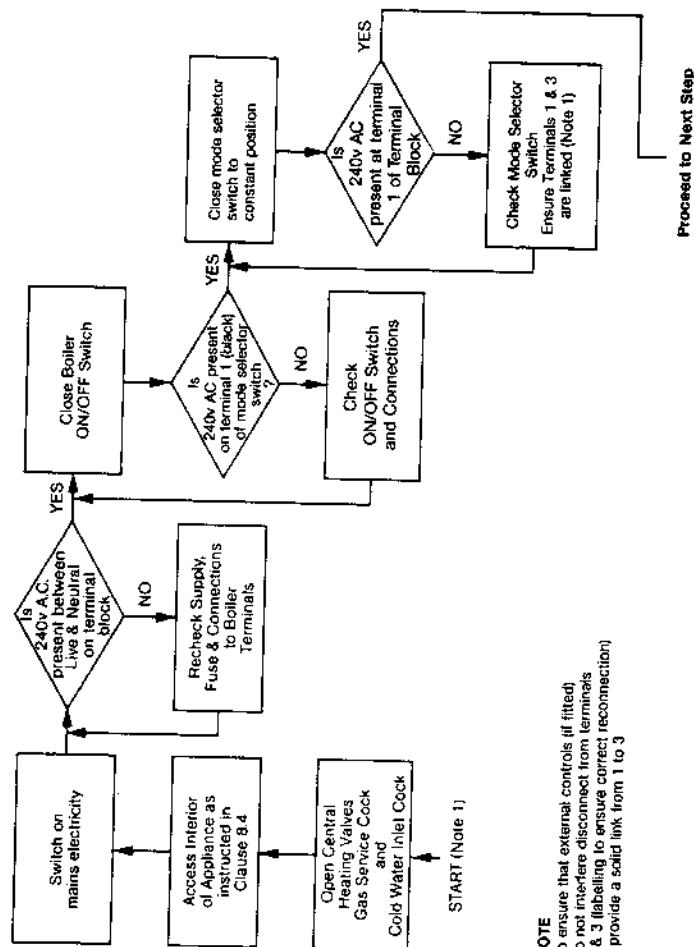 START (Note 1)
Open Central
Heating Valves
Gas Service Cock
and
Cold Water Inlet Cock
Access Interior
of Appliance as
instructed in
Clause 8.4
Switch on
mains electricity
Is
240v A.C.
present between
Live & Neutral
on terminal
block
YES
NO
Recheck Supply,
Fuse & Connections
to Boiler
Terminals
Close Boiler
ON/OFF Switch
Is
240v AC present
on terminal 1 (black)
of mode selector
switch
?
YES
NO
Check
ON/OFF Switch
and Connections
Close mode selector
switch to
constant position
Is
240v AC
present at terminal
1 of Terminal
Block
YES
NO
Check Mode Selector
Switch
Ensure Terminals 1 & 3
are linked (Note 1)
Proceed to Next Step
OTE
o ensure that external controls (if fitted)
o not interfere disconnect from terminals
& 3 (labelling to ensure correct reconnection)
provide a solid link from 1 to 3